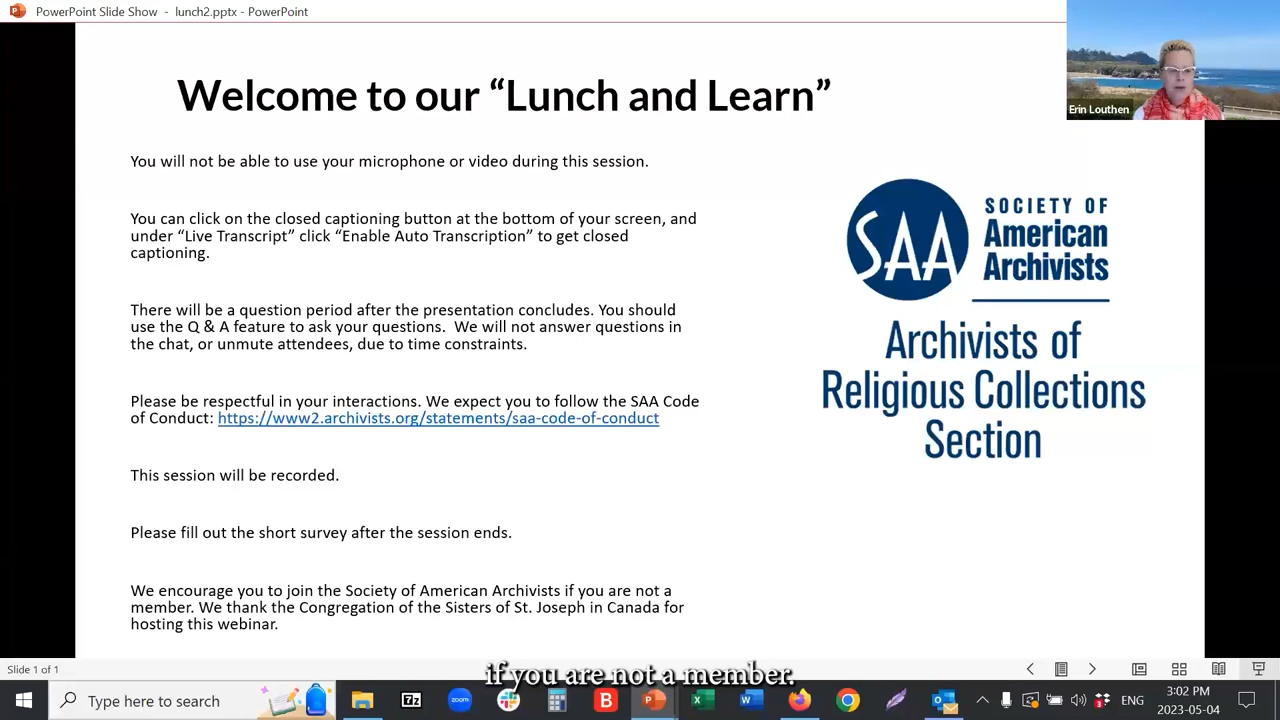 PowerPoint Slide Show - lunch2.pptx - PowerPoint
Erin Louthen
Welcome to our “Lunch and Learn”
You will not be able to use your microphone or video during this session.
You can click on the closed captioning button at the bottom of your screen, and
under “Live Transcript” click “Enable Auto Transcription” to get closed
captioning.
There will be a question period after the presentation concludes. You should
use the Q & A feature to ask your questions.  We will not answer questions in
the chat, or unmute attendees, due to time constraints.
Please be respectful in your interactions. We expect you to follow the SAA Code
of Conduct: https://www2.archivists.org/statements/saa-code-of-conduct
This session will be recorded.
Please fill out the short survey after the session ends.
We encourage you to join the Society of American Archivists if you are not a
member. We thank the Congregation of the Sisters of St. Joseph in Canada for
hosting this webinar.
SAA
SOCIETY OF
American
Archivists
Archivists of
Religious Collections
Section
Slide 1 of 1
if you are not a member.
Type here to search
7z
zoom
B
ENG
3:02 PM
2023-05-04